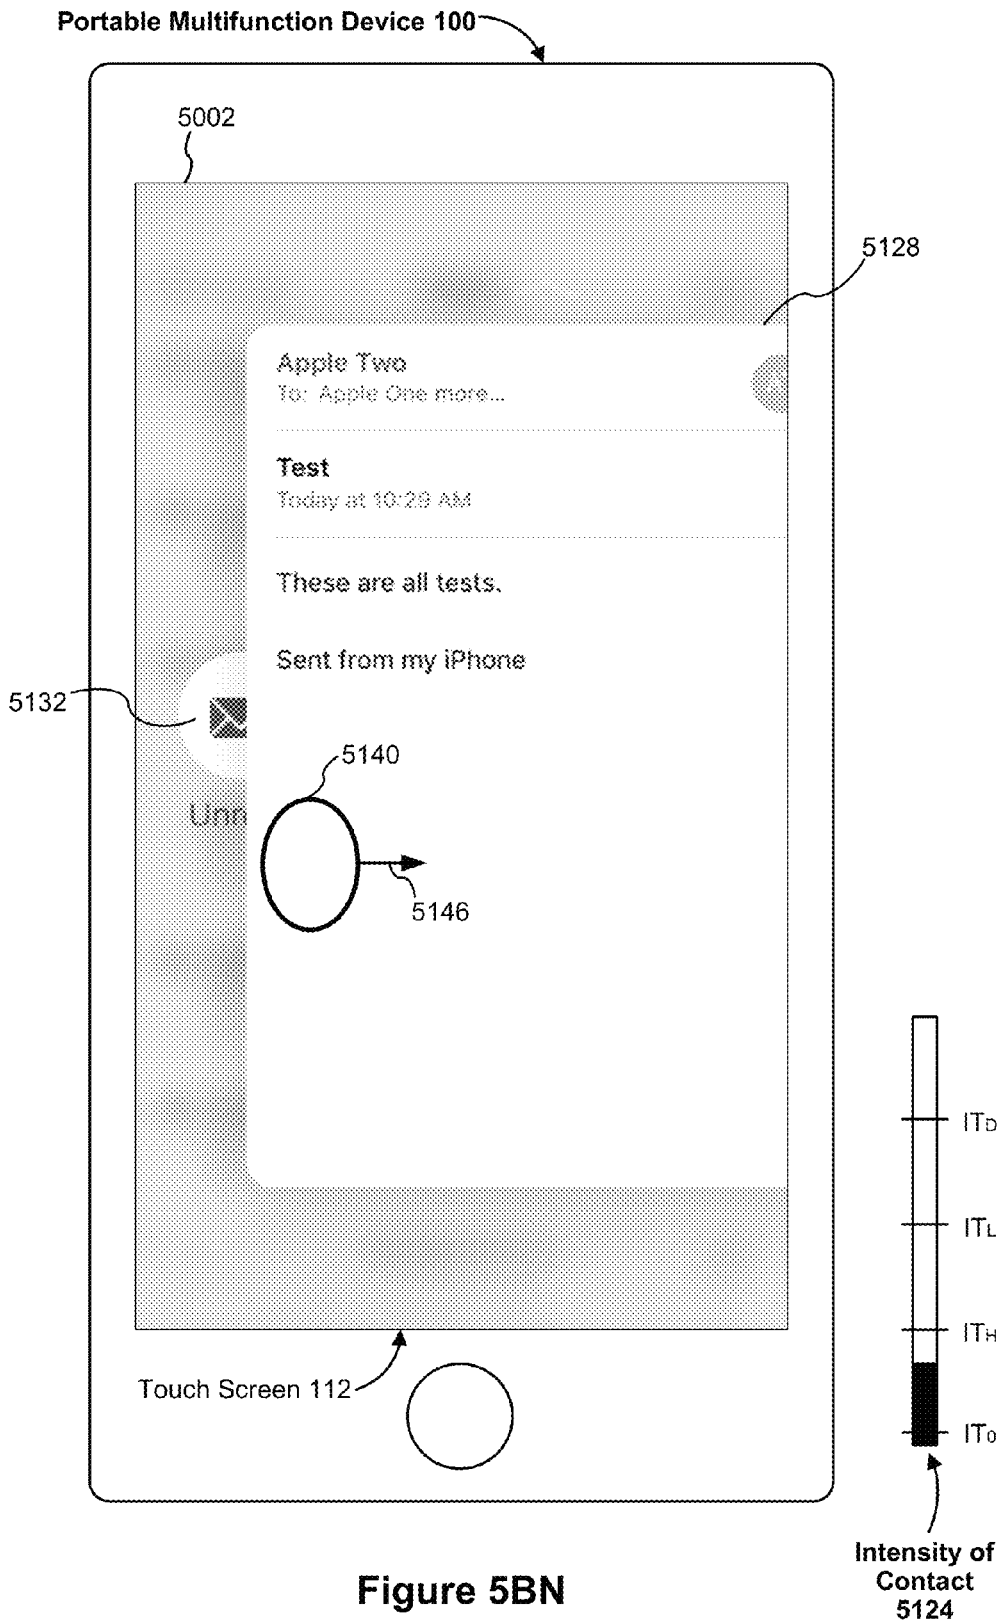 Portable Multifunction Device 100
5002
5128
Apple Two
To: Apple One more...
Test
Today at 10:29 AM
These are all tests.
Sent from my iPhone
5132
5140
Unr
5146
ITD
ITL
ITH
IT0
Touch Screen 112
Intensity of
Contact
5124
Figure 5BN